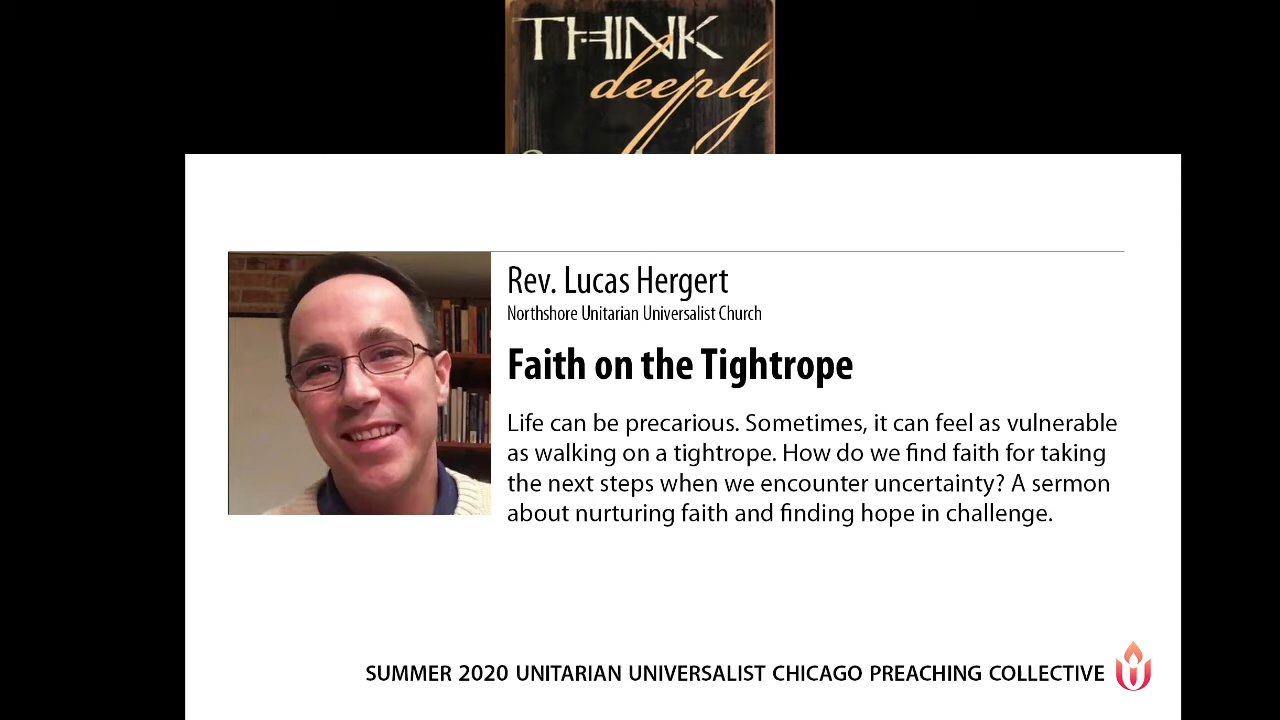 THINK
deeply
Rev. Lucas Hergert
Northshore Unitarian Universalist Church
Faith on the Tightrope
Life can be precarious. Sometimes, it can feel as vulnerable
as walking on a tightrope. How do we find faith for taking
the next steps when we encounter uncertainty? A sermon
about nurturing faith and finding hope in challenge.
SUMMER 2020 UNITARIAN UNIVERSALIST CHICAGO PREACHING COLLECTIVE